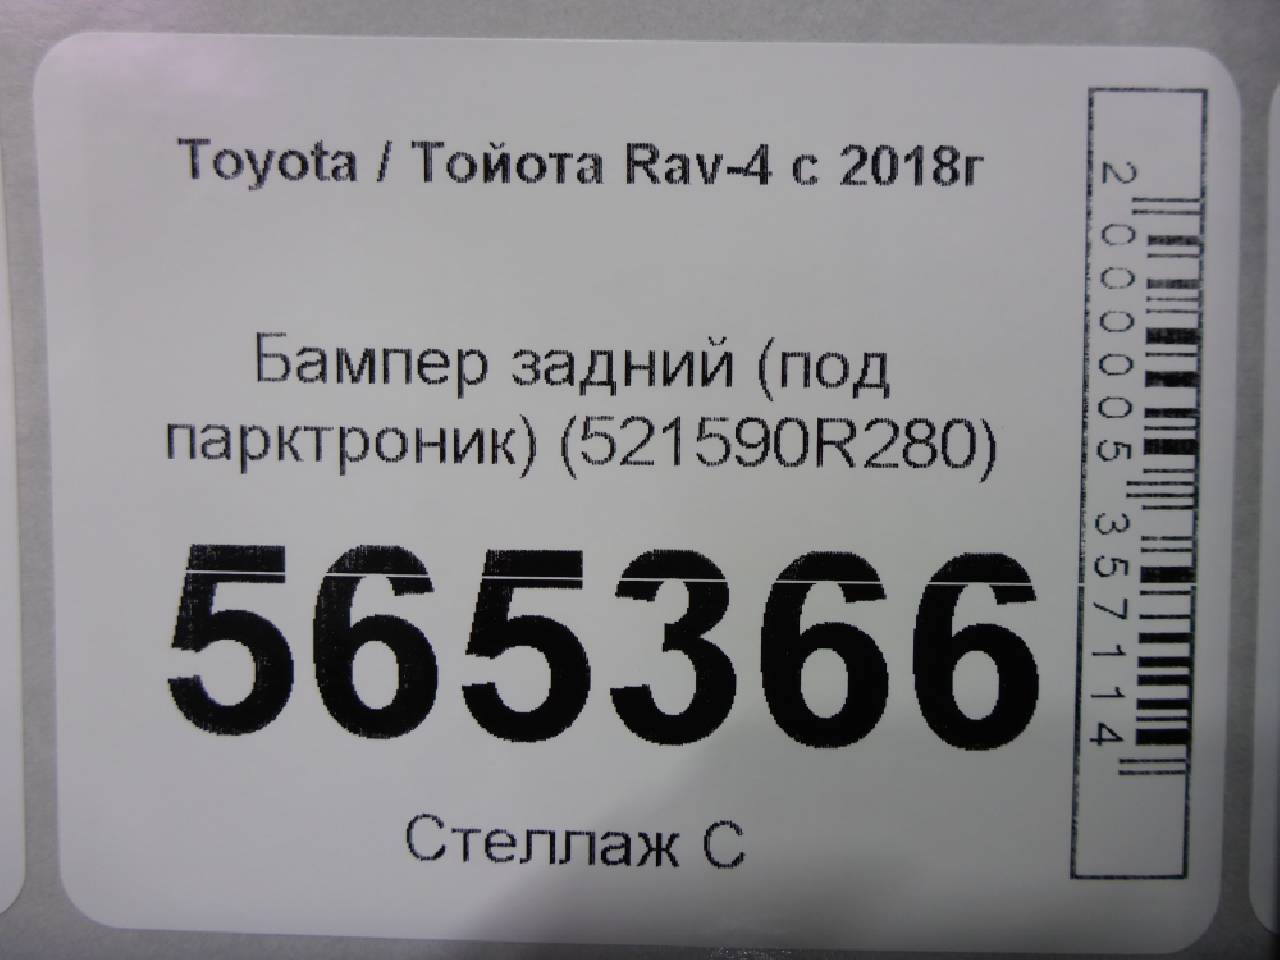 Toyota / Тойота Rav-4 с 2018г
Бампер задний (под
парктроник) (521590R280)
565366
Стеллаж С
2000005357114